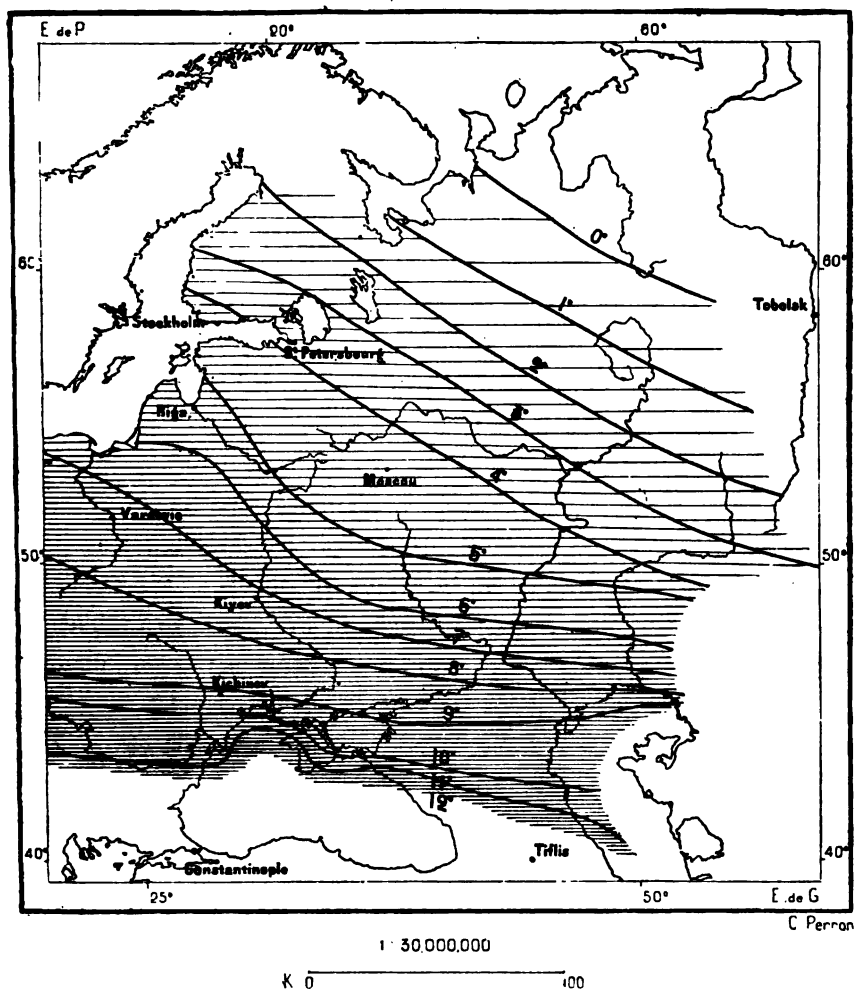 E. de P. 20° 60°
0°
60° 60°
1° Tobolsk
Stockholm
St Petersbourg
2°
3°
Riga
Moscou 4°
Varsovie
50° 5° 50°
Kiyev 6°
7°
8°
Kichinov
9°
10°
11°
12°
40° Tiflis 40°
Constantinople
25° 50° E. de G.
C. Perron
1 : 30,000,000
K 0 100